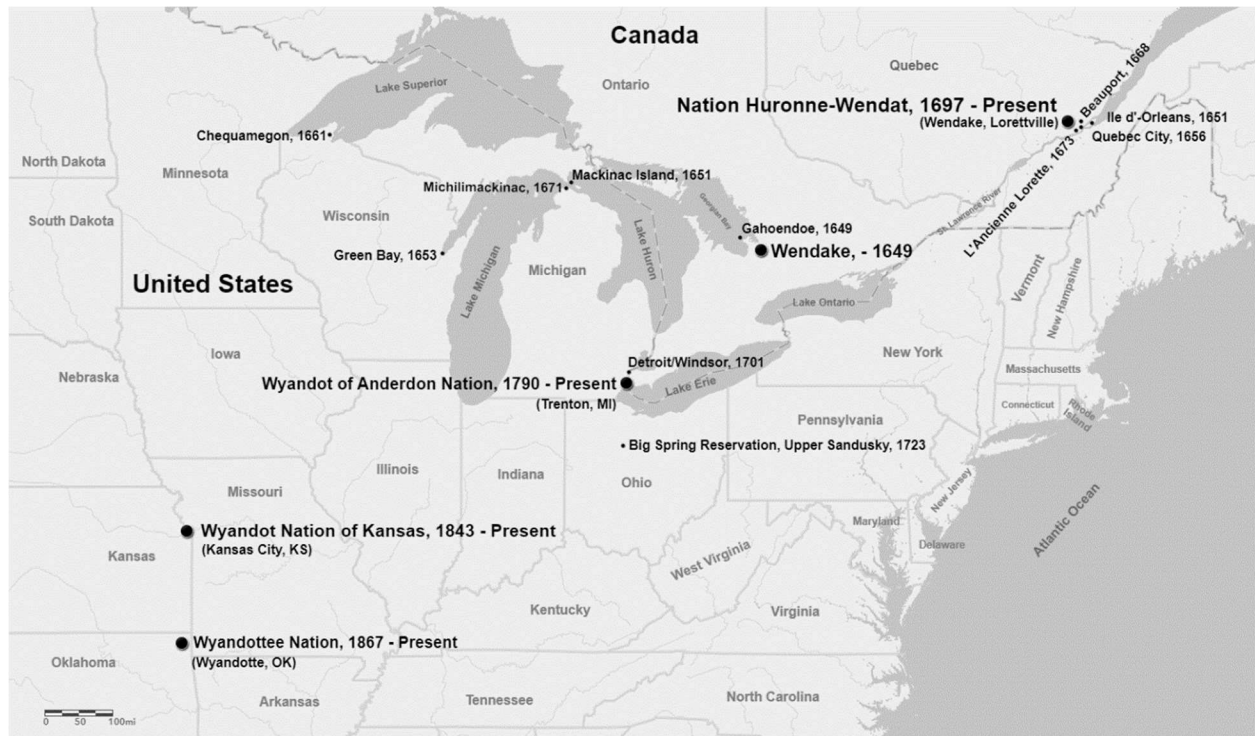 Canada
Ontario
Quebec
Lake Superior
Beauport, 1668
Nation Huronne-Wendat, 1697 - Present
(Wendake, Lorettville)
Ile d'-Orleans, 1651
Quebec City, 1656
L'Ancienne Lorette, 1673
Chequamegon, 1661
North Dakota
Minnesota
Mackinac Island, 1651
Michilimackinac, 1671
South Dakota
Wisconsin
Georgian Bay
St. Lawrence River
Gahoendoe, 1649
Wendake, - 1649
Green Bay, 1653
Lake Michigan
Michigan
Lake Huron
United States
Vermont
New Hampshire
Lake Ontario
Iowa
New York
Nebraska
Detroit/Windsor, 1701
Massachusetts
Wyandot of Anderdon Nation, 1790 - Present
(Trenton, MI)
Lake Erie
Connecticut
Rhode
Island
Pennsylvania
Big Spring Reservation, Upper Sandusky, 1723
Illinois
Indiana
Ohio
New Jersey
Missouri
Maryland
Delaware
Atlantic Ocean
Wyandot Nation of Kansas, 1843 - Present
(Kansas City, KS)
Kansas
West Virginia
Kentucky
Virginia
Wyandottee Nation, 1867 - Present
(Wyandotte, OK)
Oklahoma
Arkansas
Tennessee
North Carolina
0 50 100mi